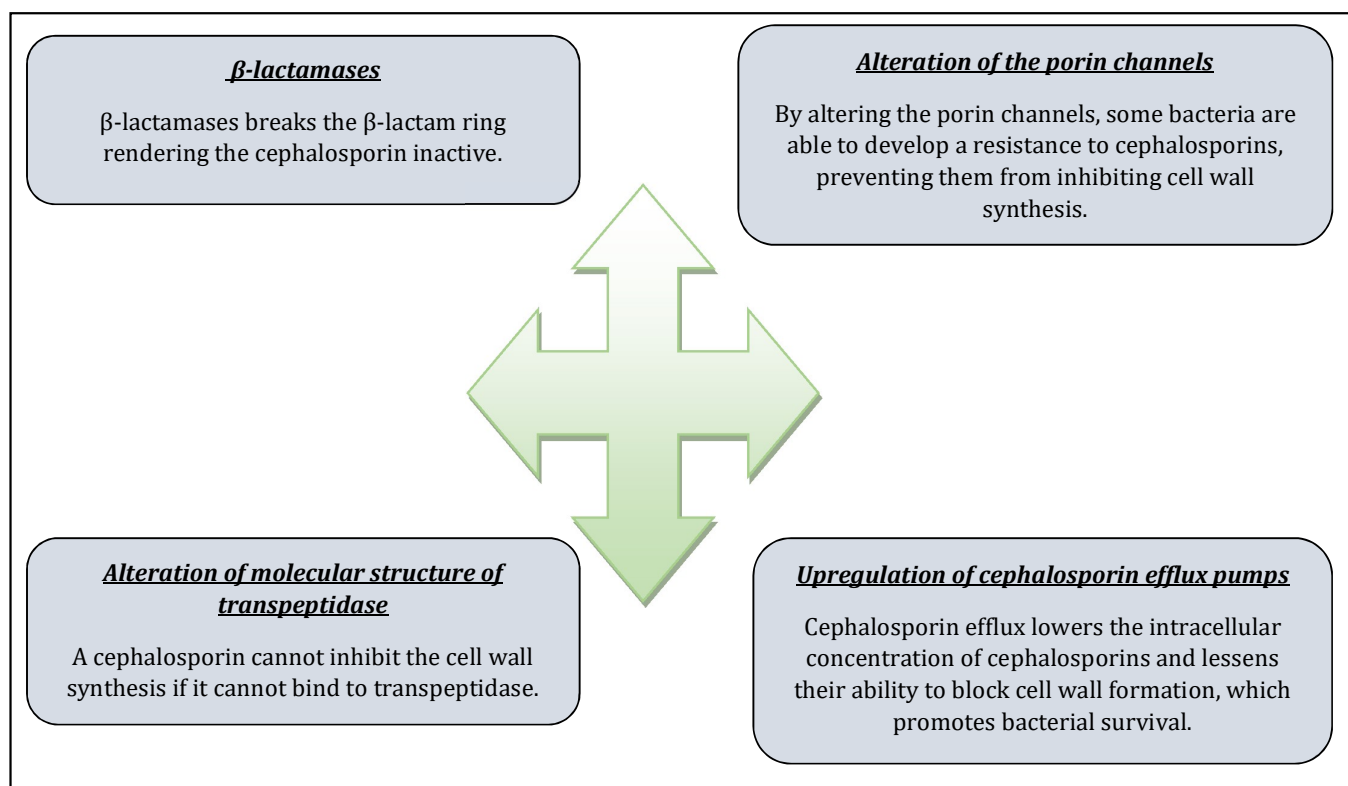 β-lactamases
β-lactamases breaks the β-lactam ring
rendering the cephalosporin inactive.
Alteration of the porin channels
By altering the porin channels, some bacteria are
able to develop a resistance to cephalosporins,
preventing them from inhibiting cell wall
synthesis.
Alteration of molecular structure of
transpeptidase
A cephalosporin cannot inhibit the cell wall
synthesis if it cannot bind to transpeptidase.
Upregulation of cephalosporin efflux pumps
Cephalosporin efflux lowers the intracellular
concentration of cephalosporins and lessens
their ability to block cell wall formation, which
promotes bacterial survival.